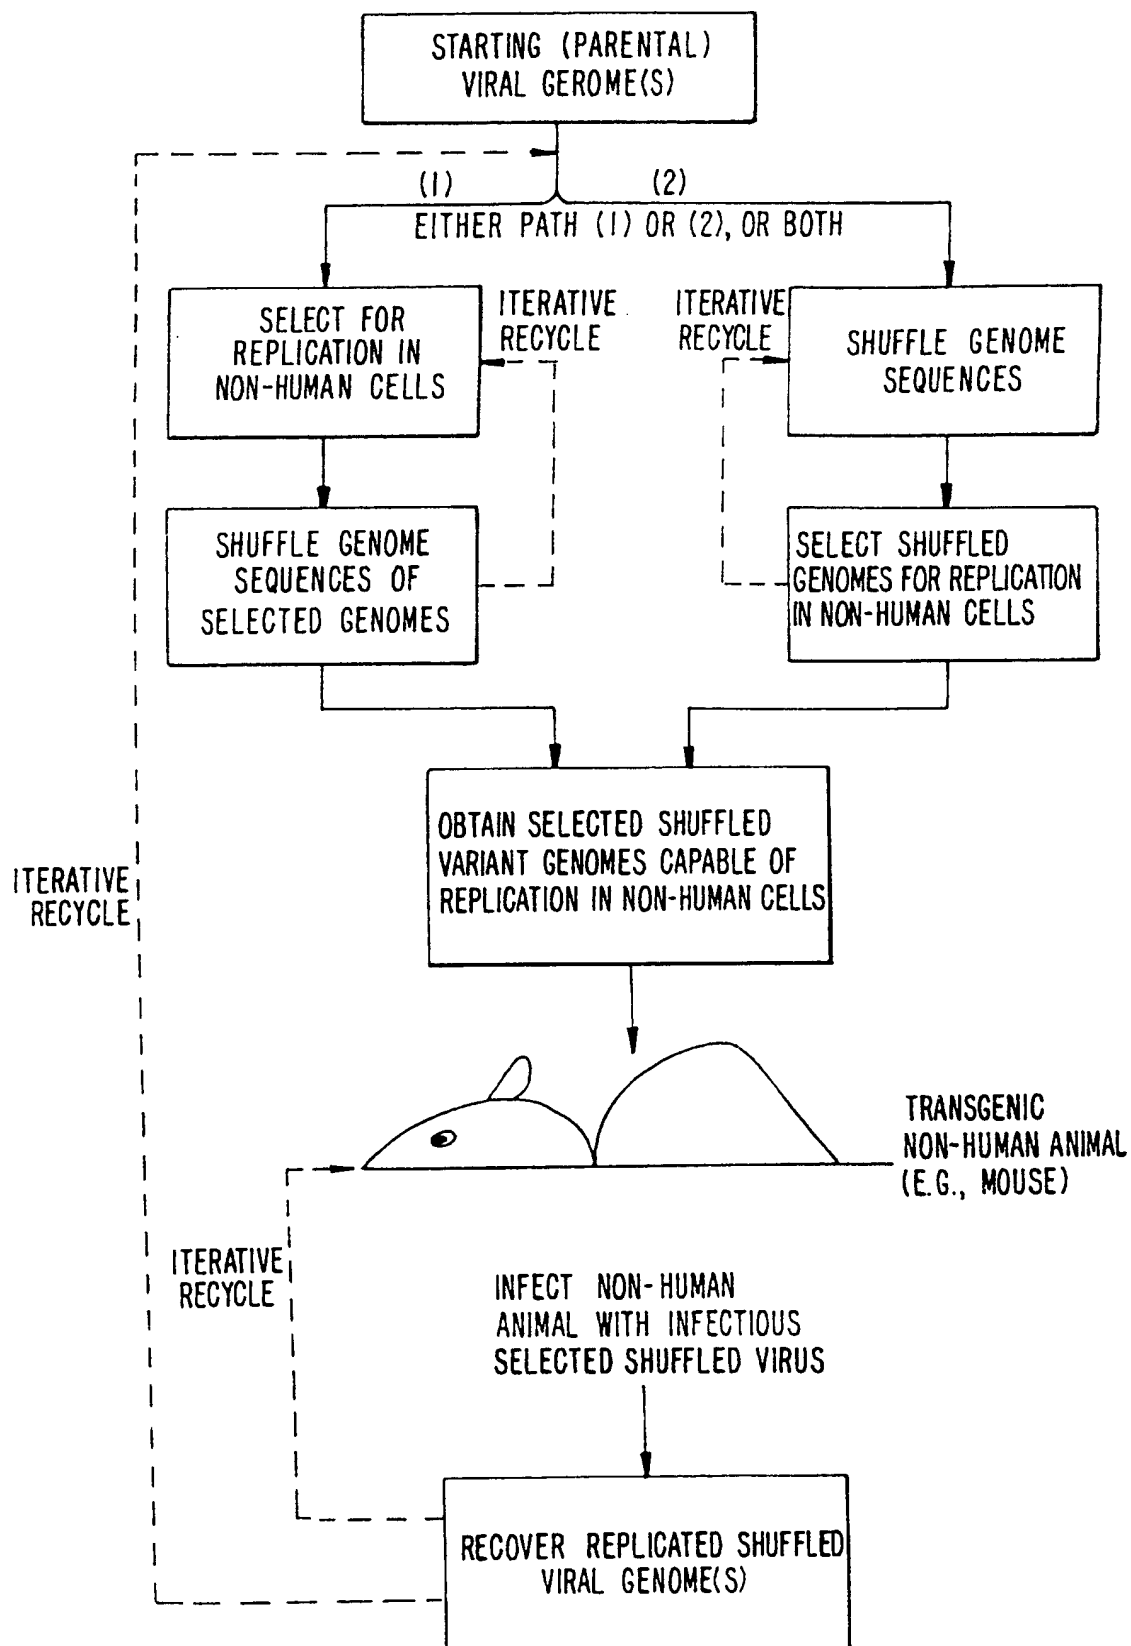 STARTING (PARENTAL)
VIRAL GEROME(S)
(1)
(2)
EITHER PATH (1) OR (2), OR BOTH
SELECT FOR
REPLICATION IN
NON-HUMAN CELLS
ITERATIVE
RECYCLE
ITERATIVE
RECYCLE
SHUFFLE GENOME
SEQUENCES
SHUFFLE GENOME
SEQUENCES OF
SELECTED GENOMES
SELECT SHUFFLED
GENOMES FOR REPLICATION
IN NON-HUMAN CELLS
OBTAIN SELECTED SHUFFLED
VARIANT GENOMES CAPABLE OF
REPLICATION IN NON-HUMAN CELLS
ITERATIVE
RECYCLE
TRANSGENIC
NON-HUMAN ANIMAL
(E.G., MOUSE)
ITERATIVE
RECYCLE
INFECT NON-HUMAN
ANIMAL WITH INFECTIOUS
SELECTED SHUFFLED VIRUS
RECOVER REPLICATED SHUFFLED
VIRAL GENOME(S)